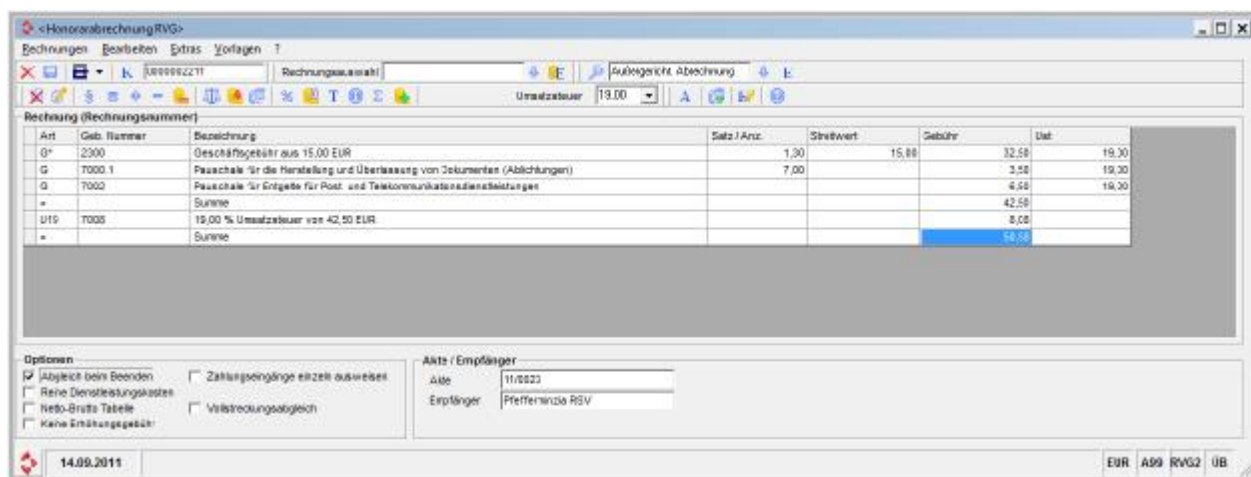 <Honorarabrechnung RVG>
Rechnungen Bearbeiten Extras Vorlagen ?
K Rechnungsauswahl E Außergericht. Abrechnung E
§ % T Σ Umsatzsteuer 19,00 A
Rechnung (Rechnungsnummer)
Art Geb. Nummer Bezeichnung Satz / Anz. Streitwert Gebühr Ust
G* 2300 Geschäftsgebühr aus 15,00 EUR 1,30 15,00 32,50 19,00
G 7000.1 Pauschale für die Herstellung und Überlassung von Dokumenten (Ablichtungen) 7,00 3,50 19,00
G 7002 Pauschale für Entgelte für Post- und Telekommunikationsdienstleistungen 6,50 19,00
= Summe 42,50
U19 7008 19,00 % Umsatzsteuer von 42,50 EUR 8,08
= Summe 50,58
Optionen
Abgleich beim Beenden
Reine Dienstleistungskosten
Netto-Brutto Tabelle
Keine Erhöhungsgebühr
Zahlungseingänge einzeln ausweisen
Vollstreckungsabgleich
Akte / Empfänger
Akte 11/0023
Empfänger Pfefferminzia RSV
14.09.2011 EUR A99 RVG2 ÜB